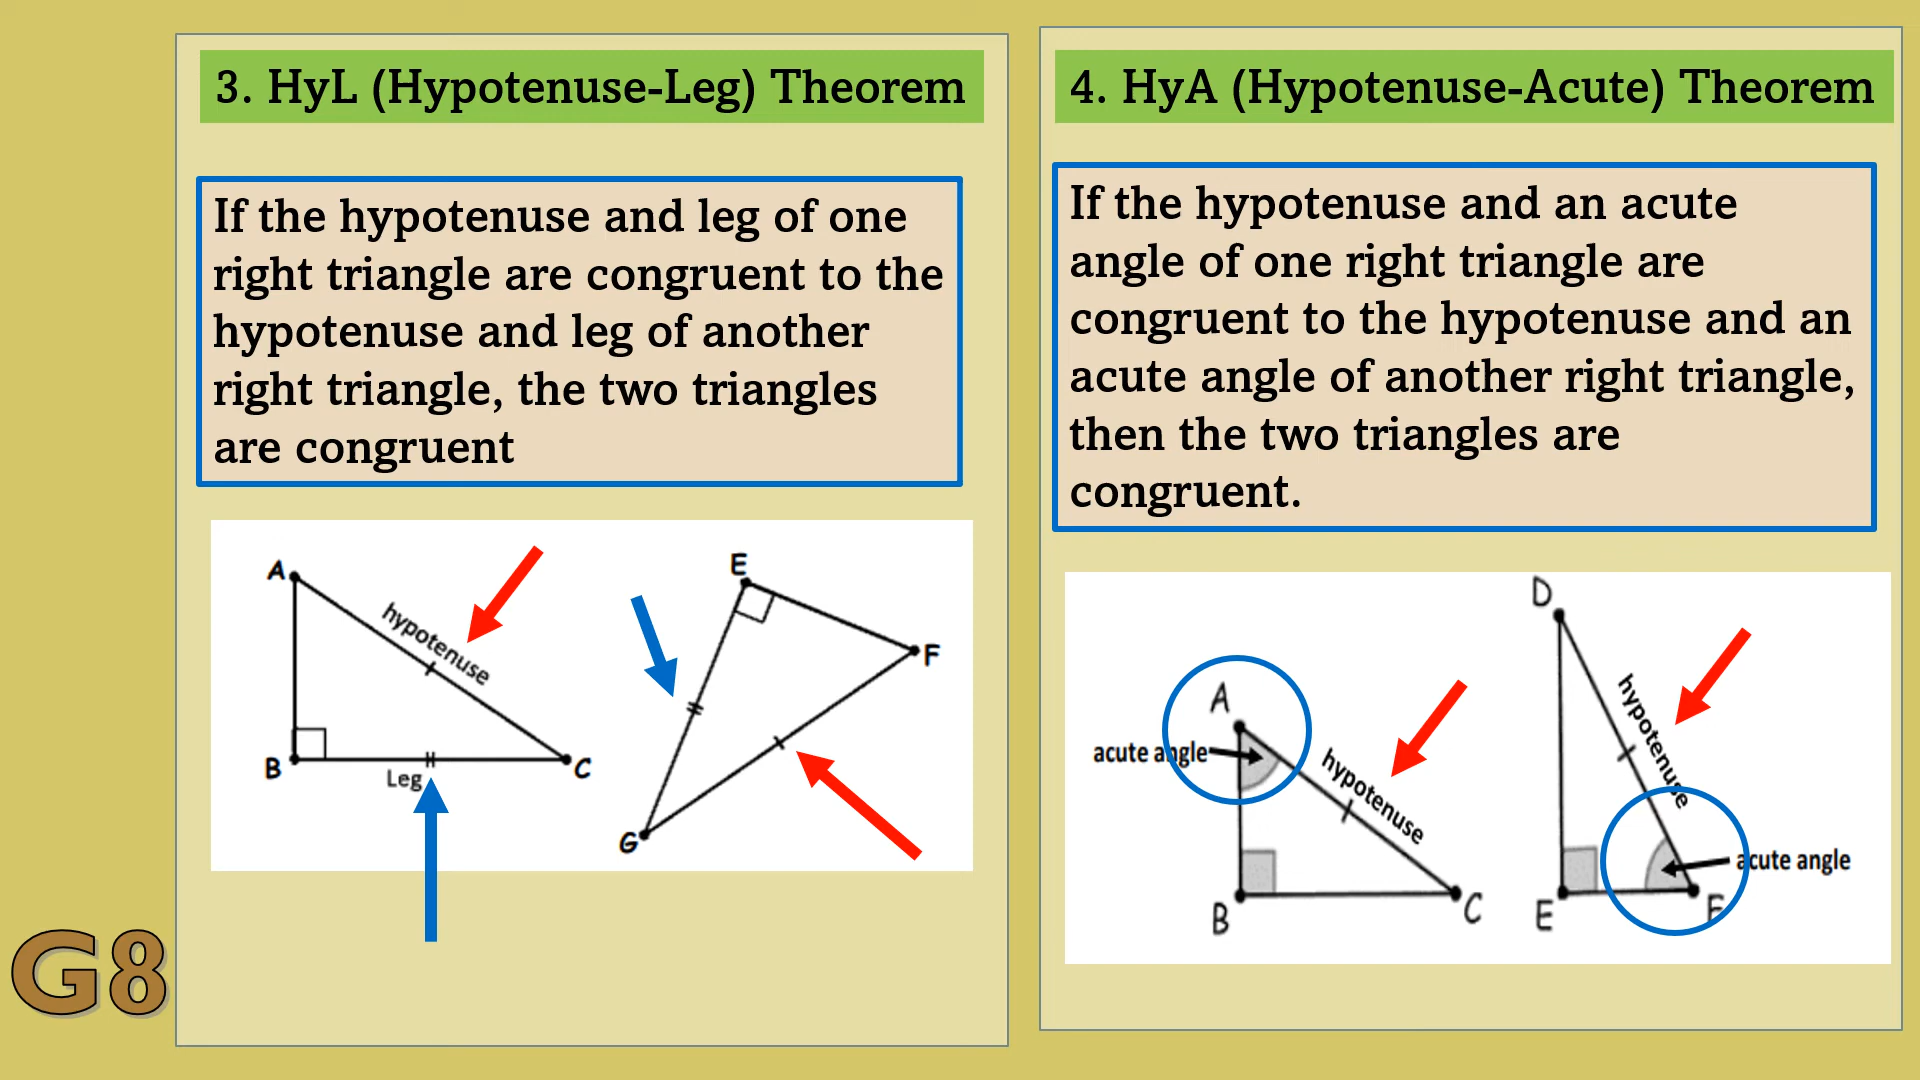 3. HyL (Hypotenuse-Leg) Theorem
If the hypotenuse and leg of one
right triangle are congruent to the
hypotenuse and leg of another
right triangle, the two triangles
are congruent
A
hypotenuse
B
Leg
C
E
F
G
4. HyA (Hypotenuse-Acute) Theorem
If the hypotenuse and an acute
angle of one right triangle are
congruent to the hypotenuse and an
acute angle of another right triangle,
then the two triangles are
congruent.
A
acute angle
hypotenuse
B
C
D
hypotenuse
acute angle
E
F
G8